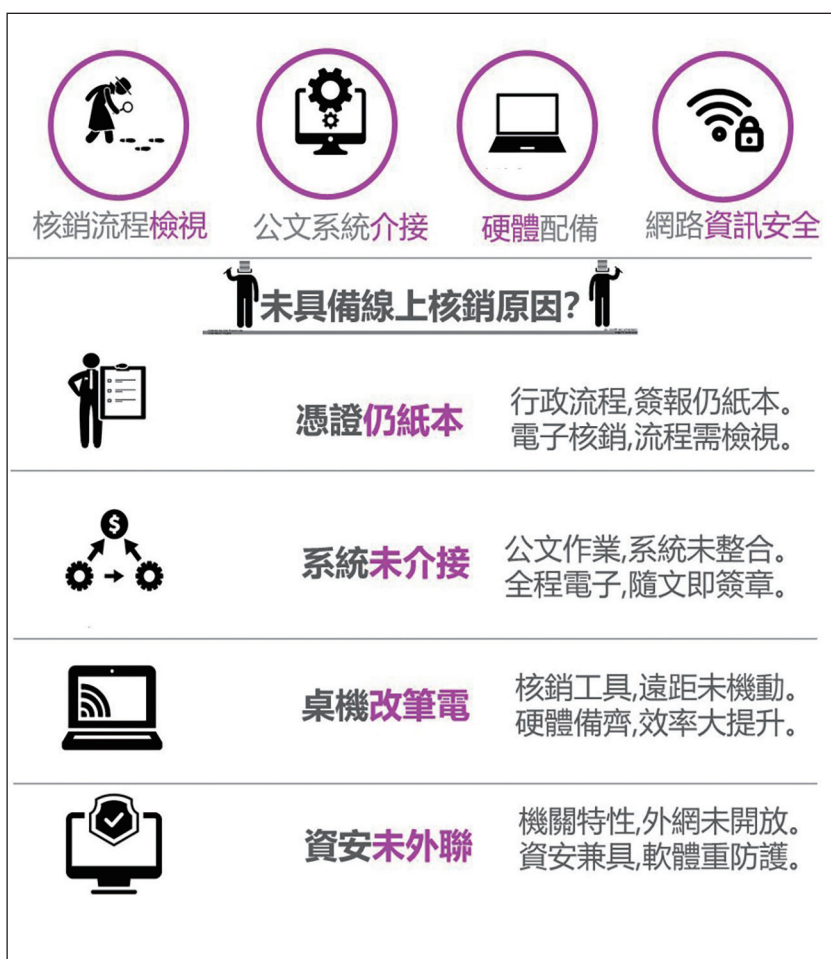 核銷流程檢視
公文系統介接
硬體配備
網路資訊安全
未具備線上核銷原因?
憑證仍紙本
行政流程,簽報仍紙本。
電子核銷,流程需檢視。
系統未介接
公文作業,系統未整合。
全程電子,隨文即簽章。
桌機改筆電
核銷工具,遠距未機動。
硬體備齊,效率大提升。
資安未外聯
機關特性,外網未開放。
資安兼具,軟體重防護。